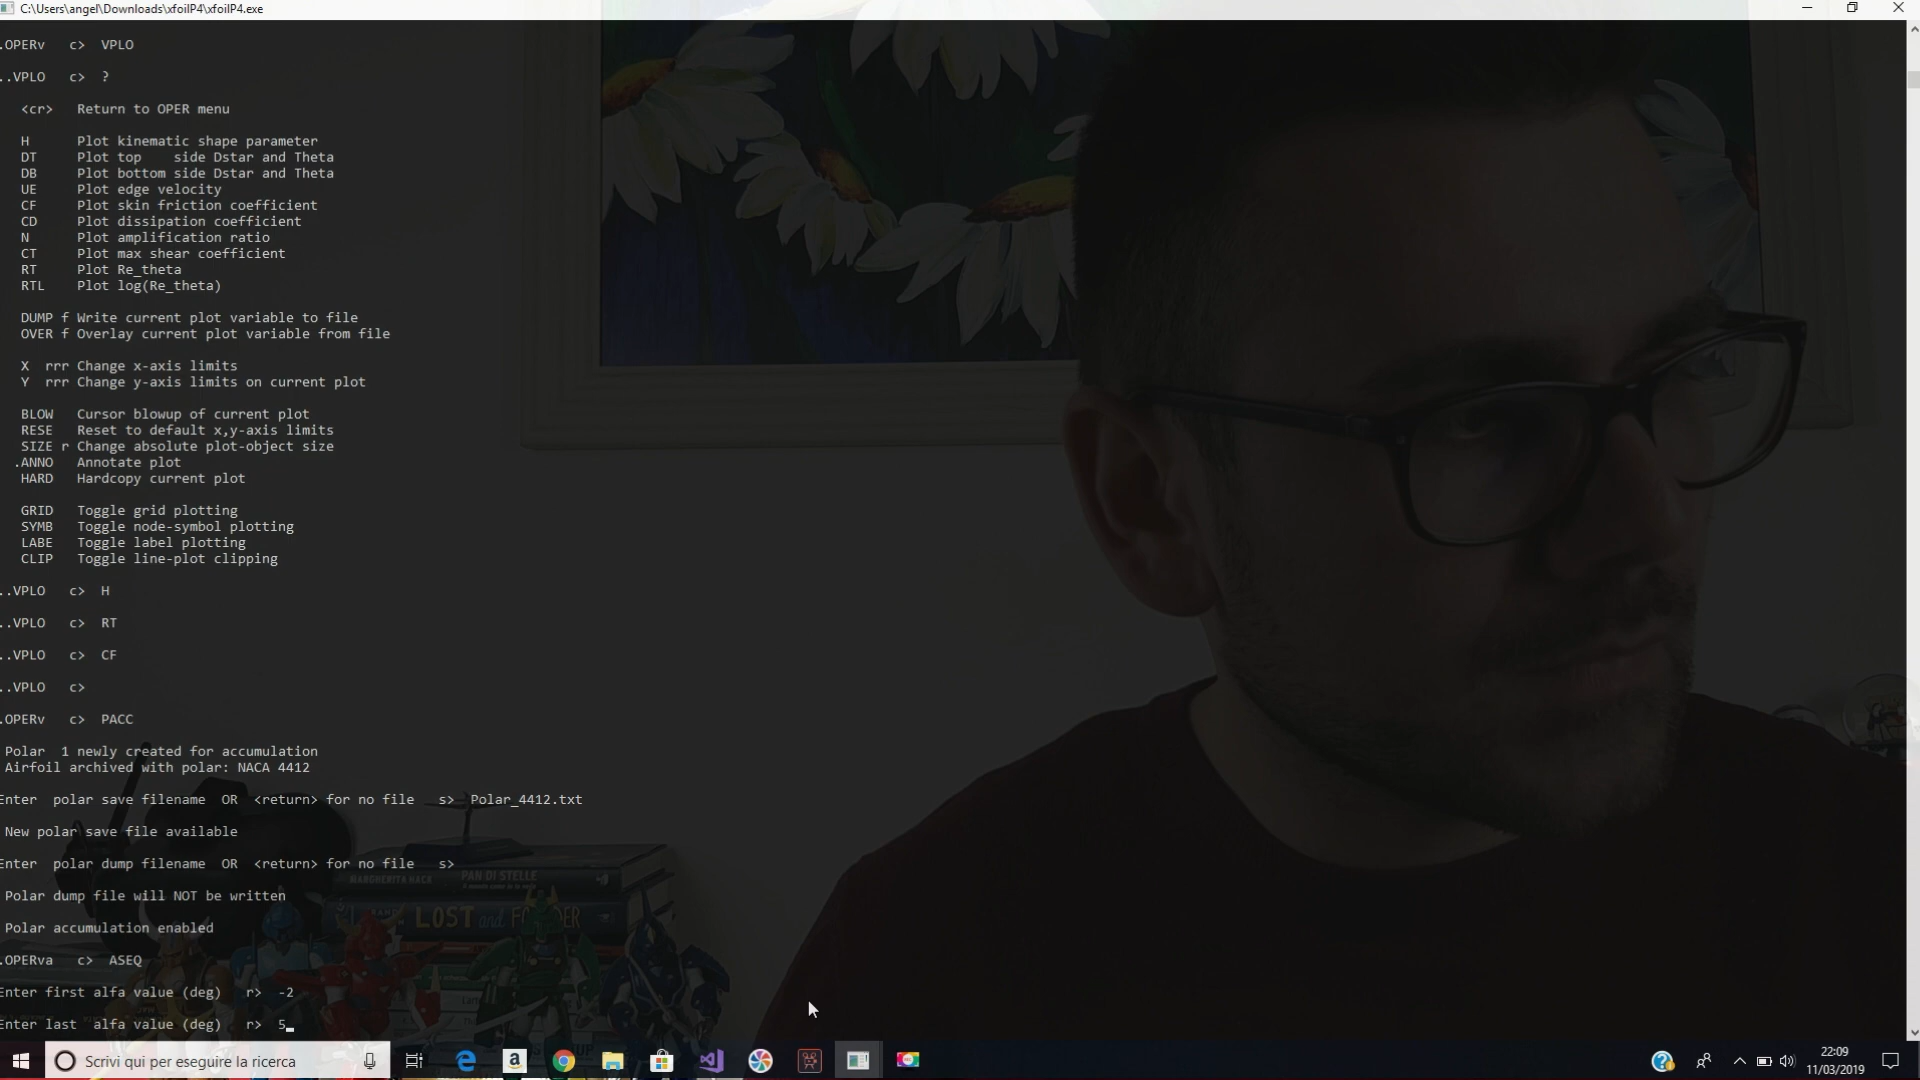 C:\Users\angel\Downloads\xfoilP4\xfoilP4.exe
.OPERv   c>  VPLO
..VPLO   c>  ?
<cr>   Return to OPER menu
H      Plot kinematic shape parameter
DT     Plot top    side Dstar and Theta
DB     Plot bottom side Dstar and Theta
UE     Plot edge velocity
CF     Plot skin friction coefficient
CD     Plot dissipation coefficient
N      Plot amplification ratio
CT     Plot max shear coefficient
RT     Plot Re_theta
RTL    Plot log(Re_theta)
DUMP f Write current plot variable to file
OVER f Overlay current plot variable from file
X  rrr Change x-axis limits
Y  rrr Change y-axis limits on current plot
BLOW   Cursor blowup of current plot
RESE   Reset to default x,y-axis limits
SIZE r Change absolute plot-object size
.ANNO   Annotate plot
HARD   Hardcopy current plot
GRID   Toggle grid plotting
SYMB   Toggle node-symbol plotting
LABE   Toggle label plotting
CLIP   Toggle line-plot clipping
..VPLO   c>  H
..VPLO   c>  RT
..VPLO   c>  CF
..VPLO   c>
.OPERv   c>  PACC
Polar  1 newly created for accumulation
Airfoil archived with polar: NACA 4412
Enter  polar save filename  OR  <return> for no file   s>  Polar_4412.txt
New polar save file available
Enter  polar dump filename  OR  <return> for no file   s>
Polar dump file will NOT be written
Polar accumulation enabled
.OPERva   c>  ASEQ
Enter first alfa value (deg)   r>  -2
Enter last  alfa value (deg)   r>  5_
MARGHERITA HACK
PAN DI STELLE
LOST and
Scrivi qui per eseguire la ricerca
22:09
11/03/2019